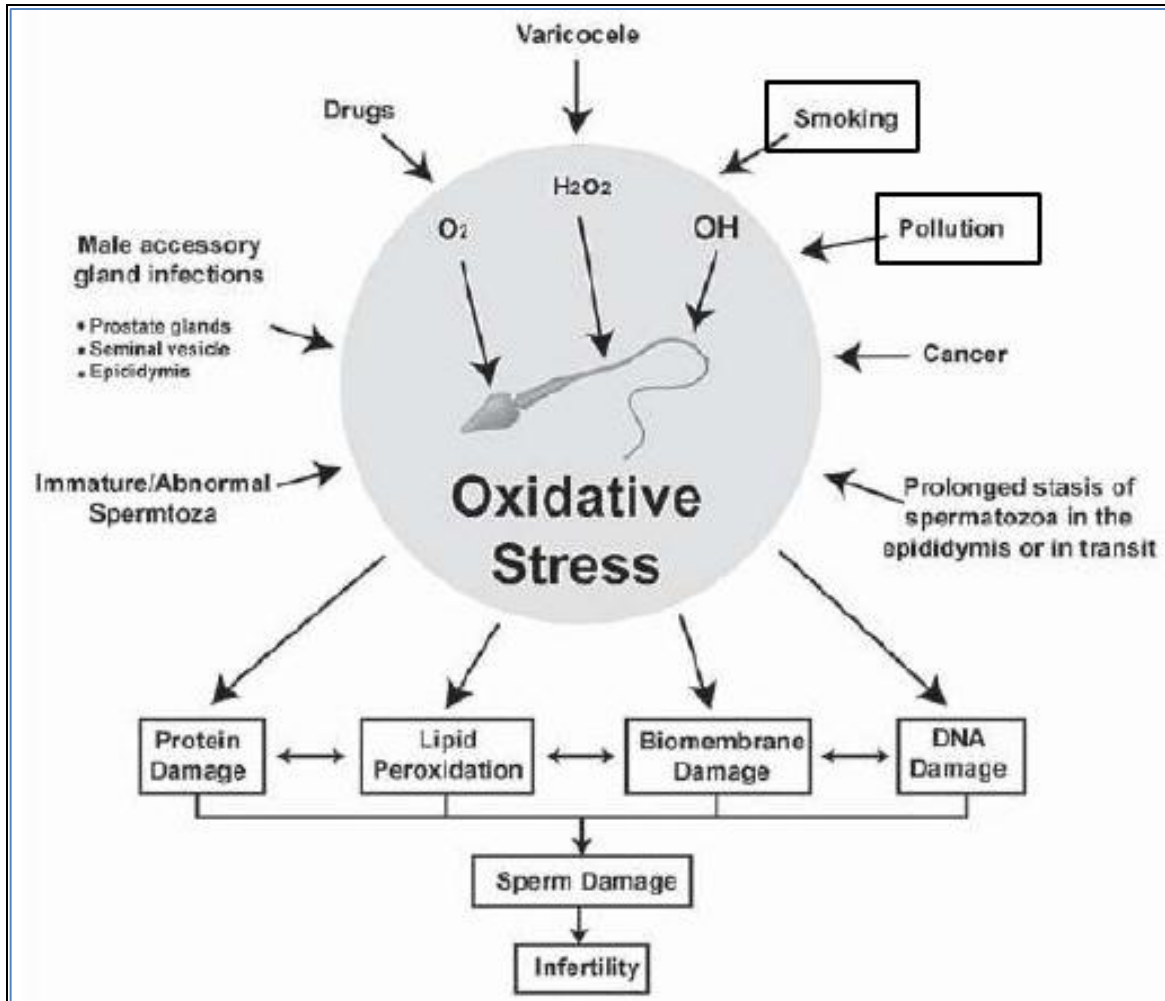 Varicocele
Drugs
Smoking
H2O2
O2
OH
Pollution
Male accessory
gland infections
• Prostate glands
• Seminal vesicle
• Epididymis
Cancer
Immature/Abnormal
Spermtoza
Oxidative
Stress
Prolonged stasis of
spermatozoa in the
epididymis or in transit
Protein
Damage
Lipid
Peroxidation
Biomembrane
Damage
DNA
Damage
Sperm Damage
Infertility